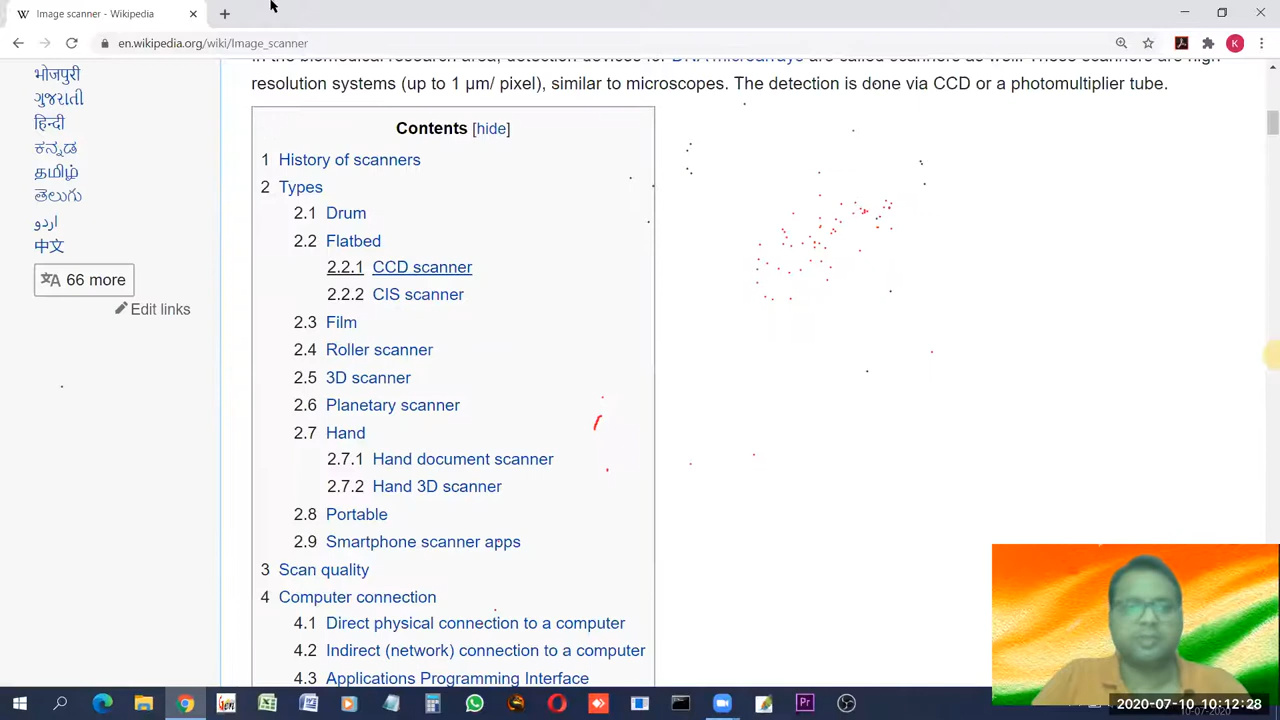 Image scanner - Wikipedia
en.wikipedia.org/wiki/Image_scanner
K
resolution systems (up to 1 μm/ pixel), similar to microscopes. The detection is done via CCD or a photomultiplier tube.
भोजपुरी
ગુજરાતી
हिन्दी
ಕನ್ನಡ
தமிழ்
తెలుగు
اردو
中文
66 more
Edit links
Contents [hide]
1 History of scanners
2 Types
2.1 Drum
2.2 Flatbed
2.2.1 CCD scanner
2.2.2 CIS scanner
2.3 Film
2.4 Roller scanner
2.5 3D scanner
2.6 Planetary scanner
2.7 Hand
2.7.1 Hand document scanner
2.7.2 Hand 3D scanner
2.8 Portable
2.9 Smartphone scanner apps
3 Scan quality
4 Computer connection
4.1 Direct physical connection to a computer
4.2 Indirect (network) connection to a computer
4.3 Applications Programming Interface
2020-07-10 10:12:28
10-07-2020